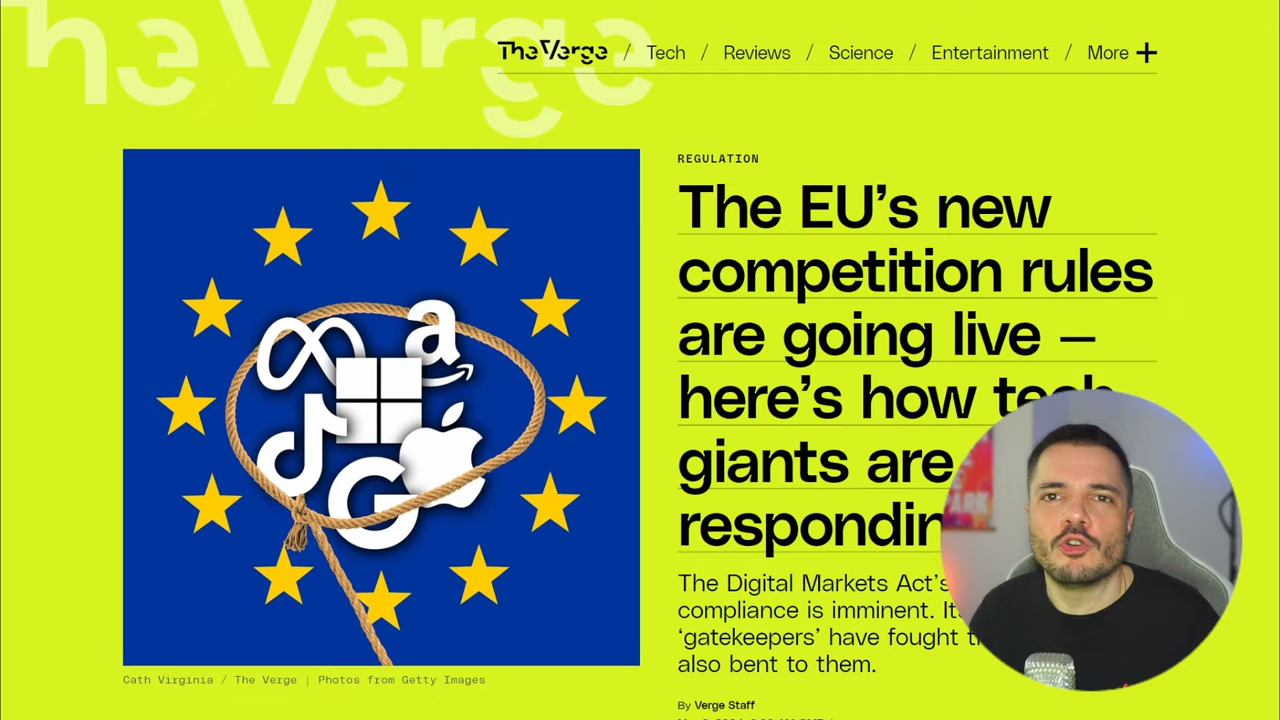 The Verge
The Verge / Tech / Reviews / Science / Entertainment / More +
REGULATION
The EU's new
competition rules
are going live —
here's how tech
giants are
respondin
The Digital Markets Act's
compliance is imminent.
'gatekeepers' have fought
also bent to them.
Cath Virginia / The Verge | Photos from Getty Images
By Verge Staff